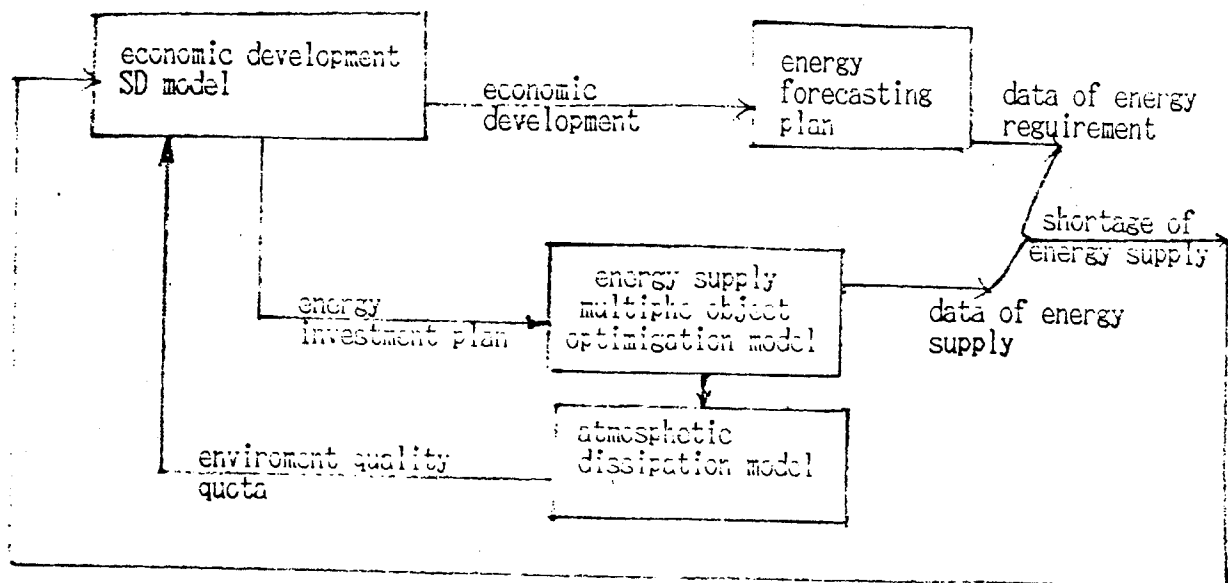 economic development
SD model
economic
development
energy
forecasting
plan
data of energy
reguirement
shortage of
energy supply
energy
investment plan
energy supply
multiphe object
optimigation model
data of energy
supply
atmosphetic
dissipation model
enviroment quality
quota